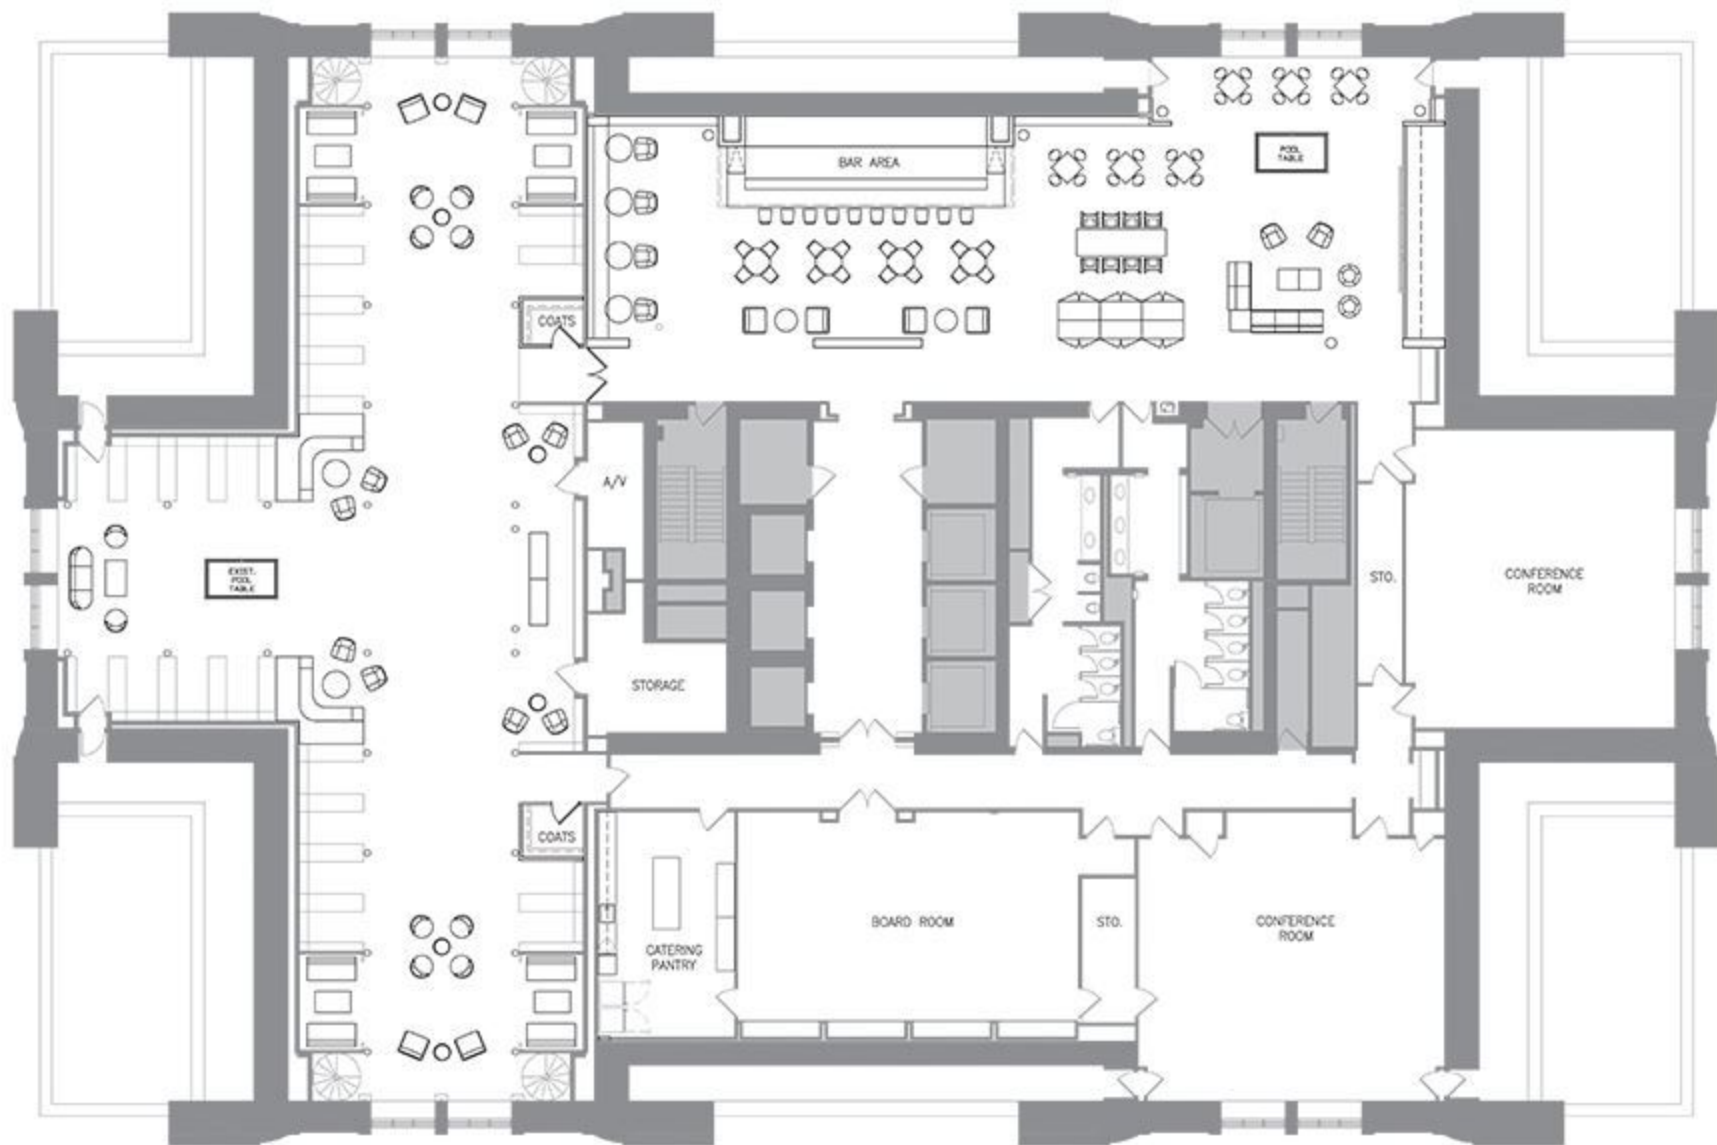 BAR AREA
POOL
TABLE
COATS
A/V
EXIST.
POOL
TABLE
STO.
CONFERENCE
ROOM
STORAGE
COATS
BOARD ROOM
STO.
CONFERENCE
ROOM
CATERING
PANTRY